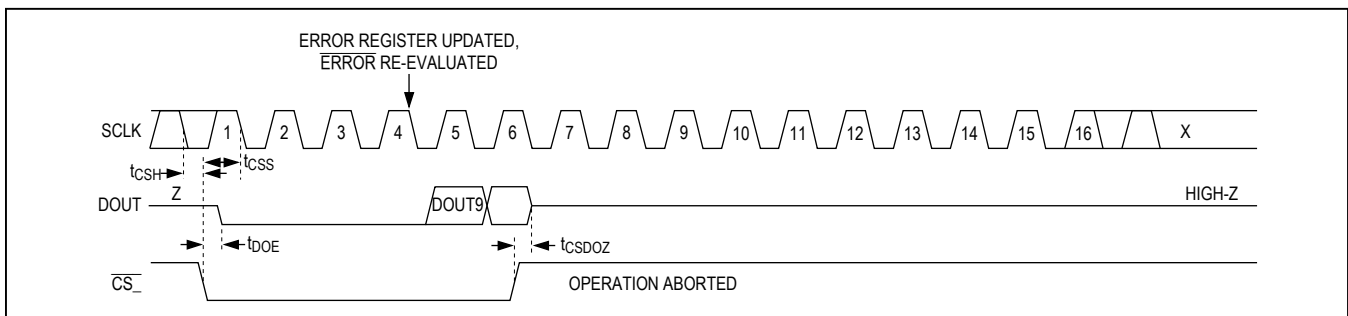 ERROR REGISTER UPDATED,
ERROR RE-EVALUATED
SCLK 1 2 3 4 5 6 7 8 9 10 11 12 13 14 15 16 X
tCSH tCSS
DOUT Z DOUT9 HIGH-Z
tDOE tCSDOZ
CS_ OPERATION ABORTED